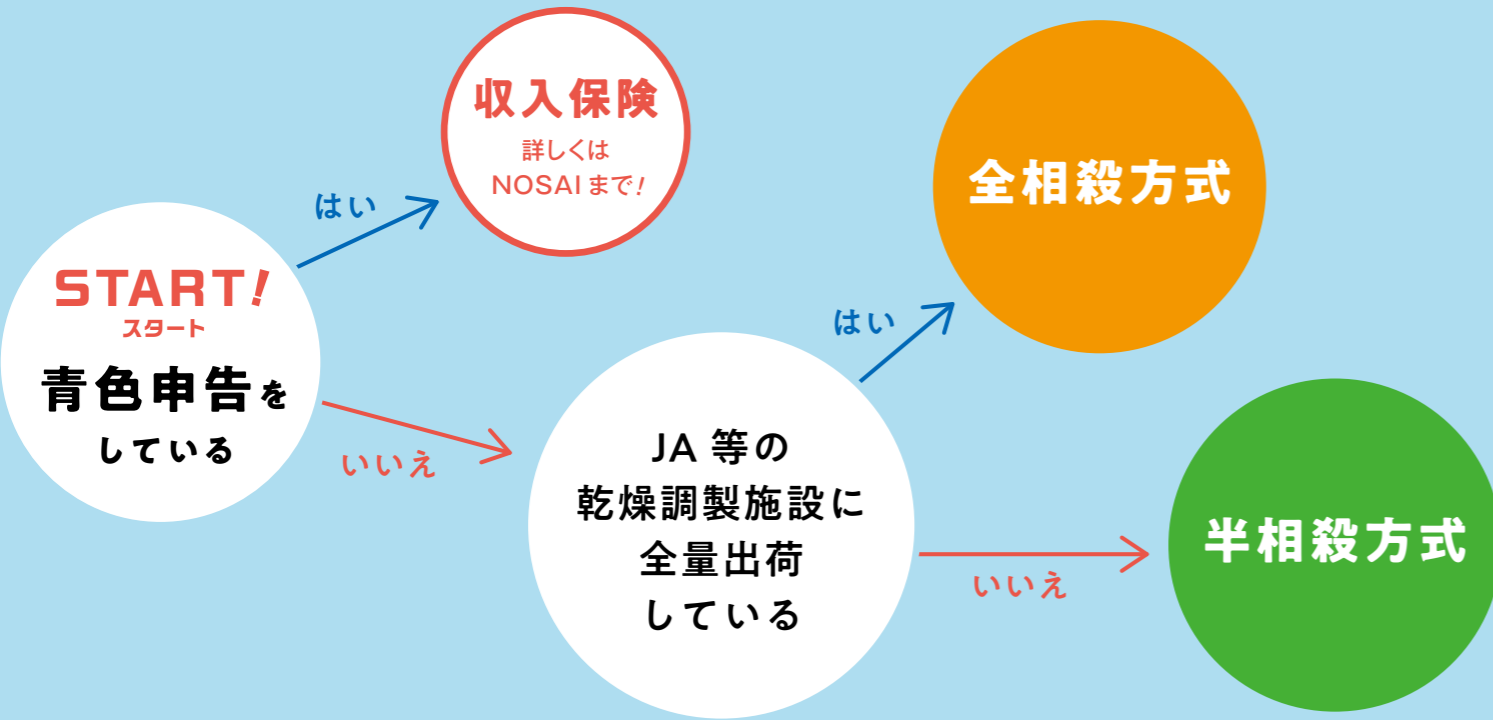 START!
スタート
青色申告を
している
はい
収入保険
詳しくは
NOSAIまで!
いいえ
JA等の
乾燥調製施設に
全量出荷
している
はい
全相殺方式
いいえ
半相殺方式